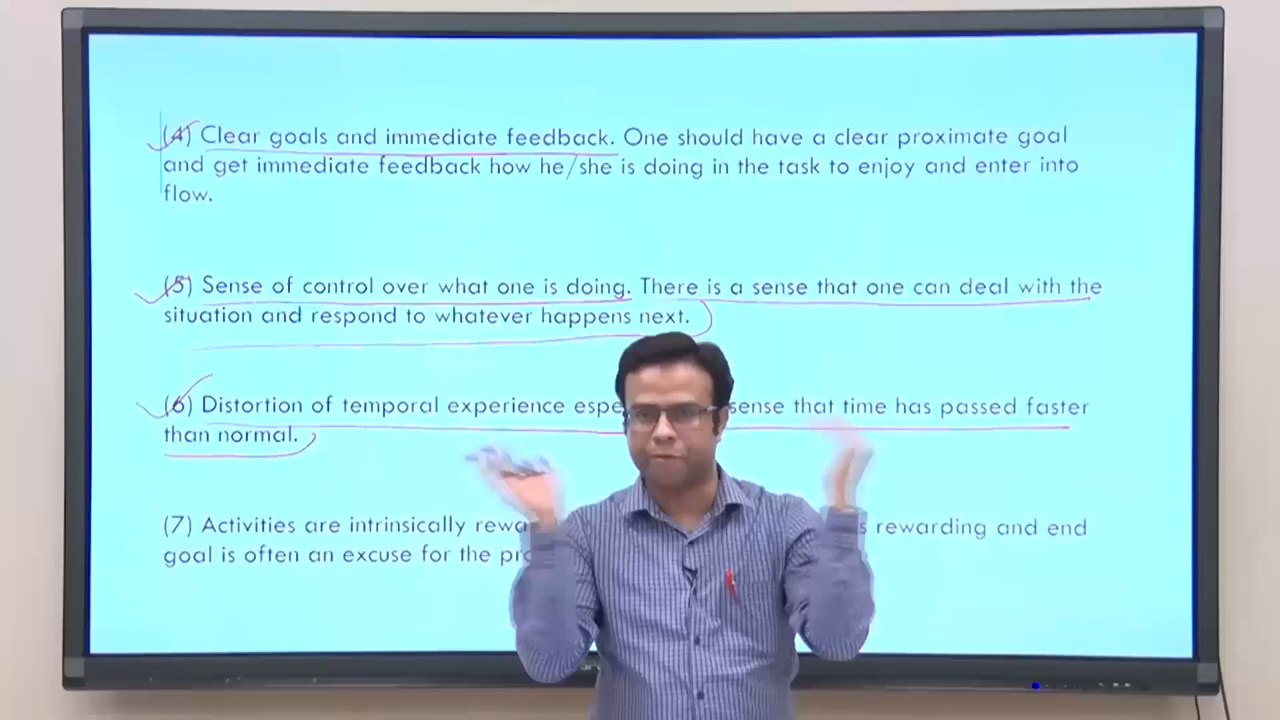 (4) Clear goals and immediate feedback. One should have a clear proximate goal
and get immediate feedback how he/she is doing in the task to enjoy and enter into
flow.
(5) Sense of control over what one is doing. There is a sense that one can deal with the
situation and respond to whatever happens next.
(6) Distortion of temporal experience espe sense that time has passed faster
than normal.
(7) Activities are intrinsically rewa s rewarding and end
goal is often an excuse for the pro